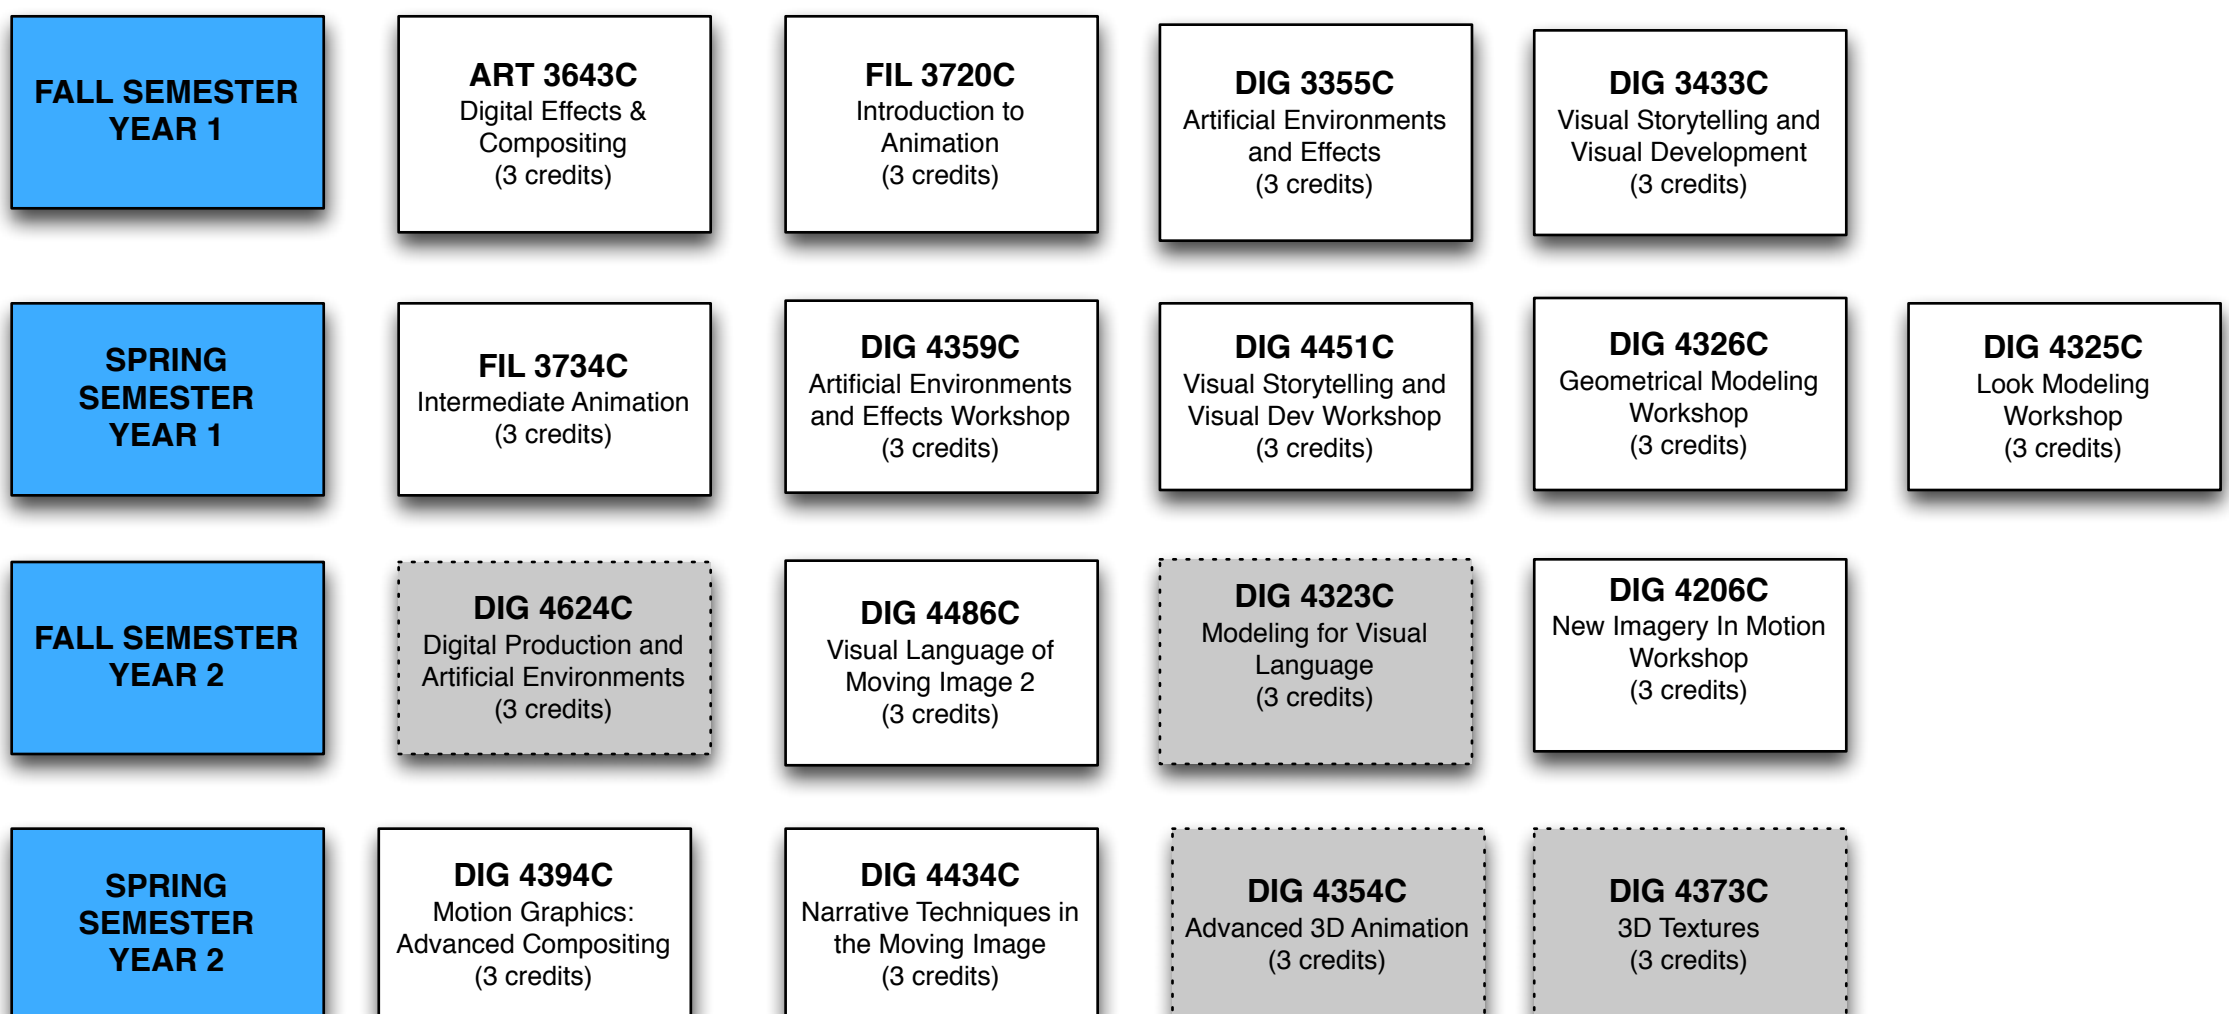 FALL SEMESTER
YEAR 1
ART 3643C
Digital Effects &
Compositing
(3 credits)
FIL 3720C
Introduction to
Animation
(3 credits)
DIG 3355C
Artificial Environments
and Effects
(3 credits)
DIG 3433C
Visual Storytelling and
Visual Development
(3 credits)
SPRING
SEMESTER
YEAR 1
FIL 3734C
Intermediate Animation
(3 credits)
DIG 4359C
Artificial Environments
and Effects Workshop
(3 credits)
DIG 4451C
Visual Storytelling and
Visual Dev Workshop
(3 credits)
DIG 4326C
Geometrical Modeling
Workshop
(3 credits)
DIG 4325C
Look Modeling
Workshop
(3 credits)
FALL SEMESTER
YEAR 2
DIG 4624C
Digital Production and
Artificial Environments
(3 credits)
DIG 4486C
Visual Language of
Moving Image 2
(3 credits)
DIG 4323C
Modeling for Visual
Language
(3 credits)
DIG 4206C
New Imagery In Motion
Workshop
(3 credits)
SPRING
SEMESTER
YEAR 2
DIG 4394C
Motion Graphics:
Advanced Compositing
(3 credits)
DIG 4434C
Narrative Techniques in
the Moving Image
(3 credits)
DIG 4354C
Advanced 3D Animation
(3 credits)
DIG 4373C
3D Textures
(3 credits)